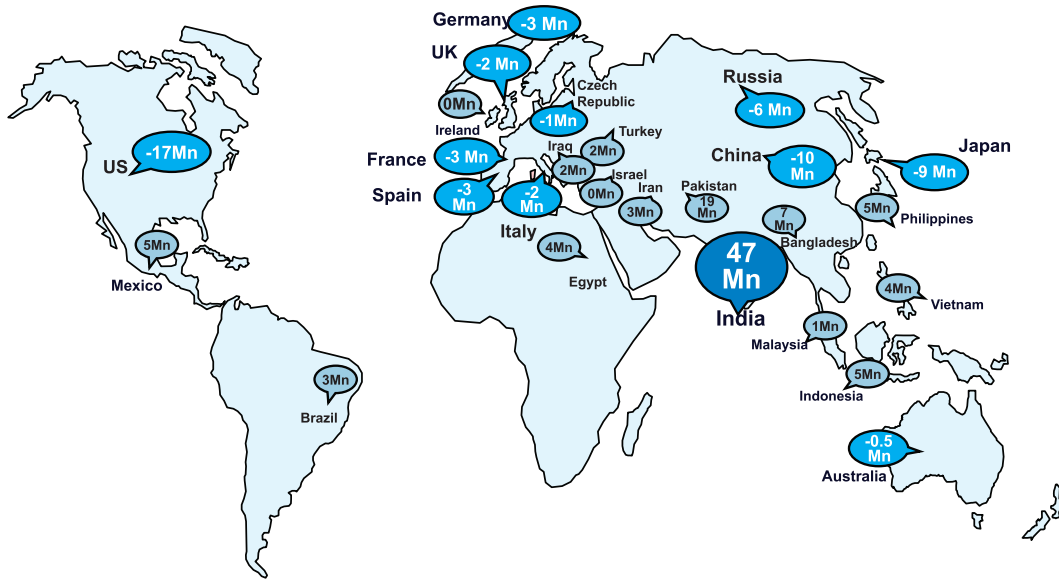 Germany
-3 Mn
UK
-2 Mn
Czech
Republic
0Mn
Ireland
-1Mn
Turkey
2Mn
Russia
-6 Mn
US
-17Mn
France
-3 Mn
Iraq
2Mn
China
-10
Mn
Japan
-9 Mn
Spain
-3
Mn
-2
Mn
Italy
Israel
0Mn
Iran
3Mn
Pakistan
19
Mn
7
Mn
Bangladesh
5Mn
Philippines
5Mn
Mexico
4Mn
Egypt
47
Mn
India
4Mn
Vietnam
1Mn
Malaysia
5Mn
Indonesia
3Mn
Brazil
-0.5
Mn
Australia